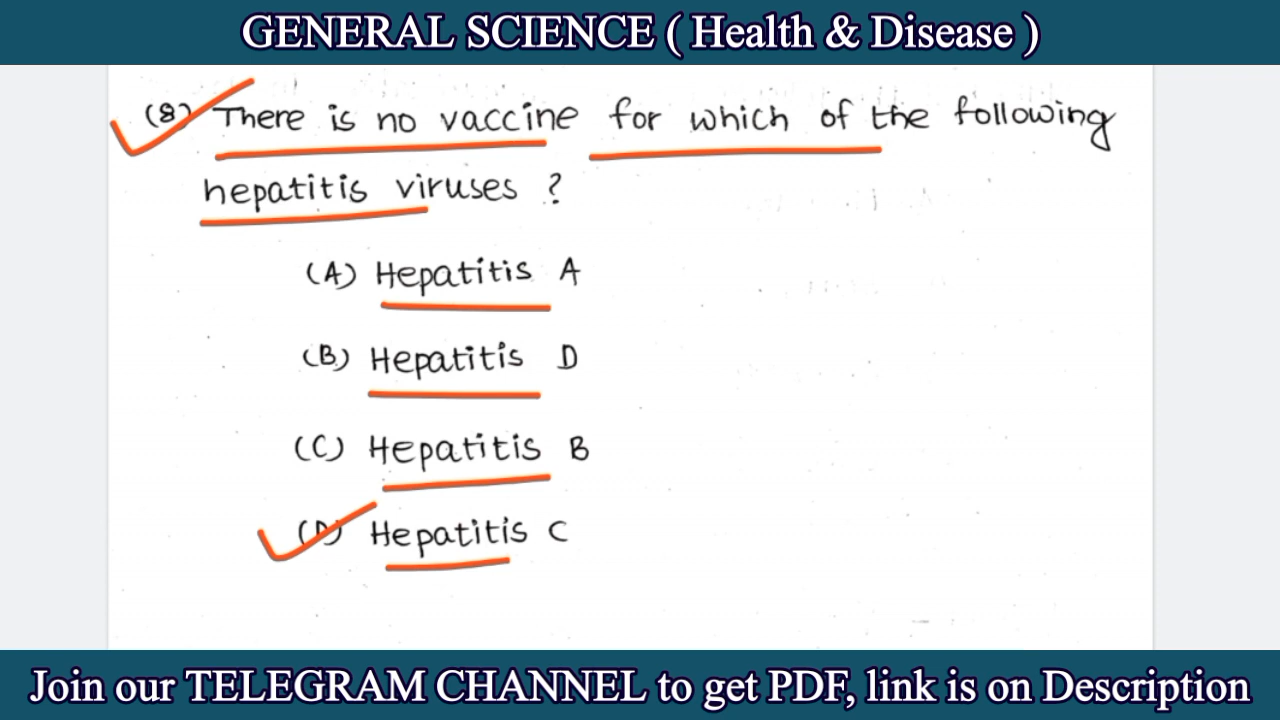 GENERAL SCIENCE ( Health & Disease )
(8) There is no vaccine for which of the following
hepatitis viruses ?
(A) Hepatitis A
(B) Hepatitis D
(C) Hepatitis B
(D) Hepatitis C
Join our TELEGRAM CHANNEL to get PDF, link is on Description